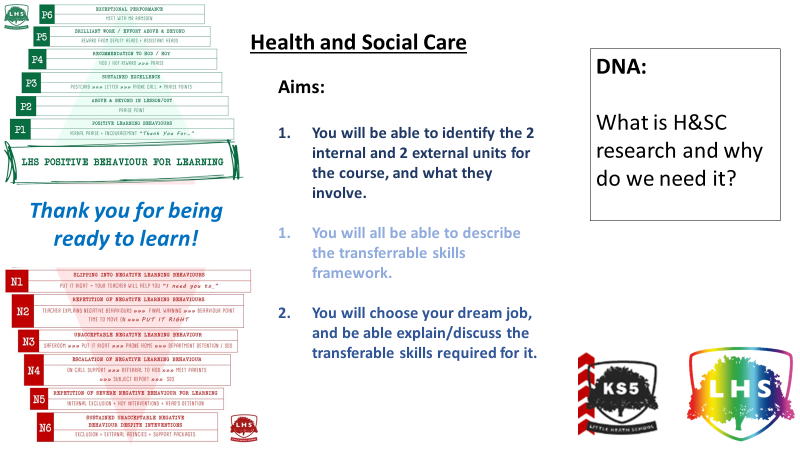 LHS
P6
EXCEPTIONAL PERFORMANCE
MEET WITH MR RAMSDEN
P5
BRILLIANT WORK / EFFORT ABOVE & BEYOND
REWARD FROM DEPUTY HEADS + ASSISTANT HEADS
P4
RECOMMENDATION TO HOD / HOY
HOD / HOY REWARD »»» PRAISE
P3
SUSTAINED EXCELLENCE
POSTCARD »»» LETTER »»» PHONE CALL + PRAISE POINTS
P2
ABOVE & BEYOND IN LESSON/OUT
PRAISE POINT
P1
POSITIVE LEARNING BEHAVIOURS
VERBAL PRAISE + ENCOURAGEMENT "Thank You For…"
LHS POSITIVE BEHAVIOUR FOR LEARNING
Thank you for being
ready to learn!
N1
SLIPPING INTO NEGATIVE LEARNING BEHAVIOURS
PUT IT RIGHT + YOUR TEACHER WILL HELP YOU "I need you to…"
N2
REPETITION OF NEGATIVE LEARNING BEHAVIOURS
TEACHER EXPLAINS NEGATIVE BEHAVIOURS »»» FINAL WARNING »»» BEHAVIOUR POINT
TIME TO MOVE ON »»» PUT IT RIGHT
N3
UNACCEPTABLE NEGATIVE LEARNING BEHAVIOUR
SAFEROOM »»» PUT IT RIGHT »»» PHONE HOME »»» DEPARTMENT DETENTION / SDO
N4
ESCALATION OF NEGATIVE LEARNING BEHAVIOUR
ON CALL SUPPORT »»» REFERRAL TO HOD »»» MEET PARENTS
»»» SUBJECT REPORT »»» SDO
N5
REPETITION OF SEVERE NEGATIVE BEHAVIOUR FOR LEARNING
INTERNAL EXCLUSION + HOY INTERVENTIONS + HEADS DETENTION
N6
SUSTAINED UNACCEPTABLE NEGATIVE
BEHAVIOUR DESPITE INTEVENTIONS
EXCLUSION + EXTERNAL AGENCIES + SUPPORT PACKAGES
LHS
Health and Social Care
Aims:
1. You will be able to identify the 2
internal and 2 external units for
the course, and what they
involve.
1. You will all be able to describe
the transferrable skills
framework.
2. You will choose your dream job,
and be able explain/discuss the
transferable skills required for it.
DNA:
What is H&SC
research and why
do we need it?
KS5
LITTLE HEATH SCHOOL
LHS